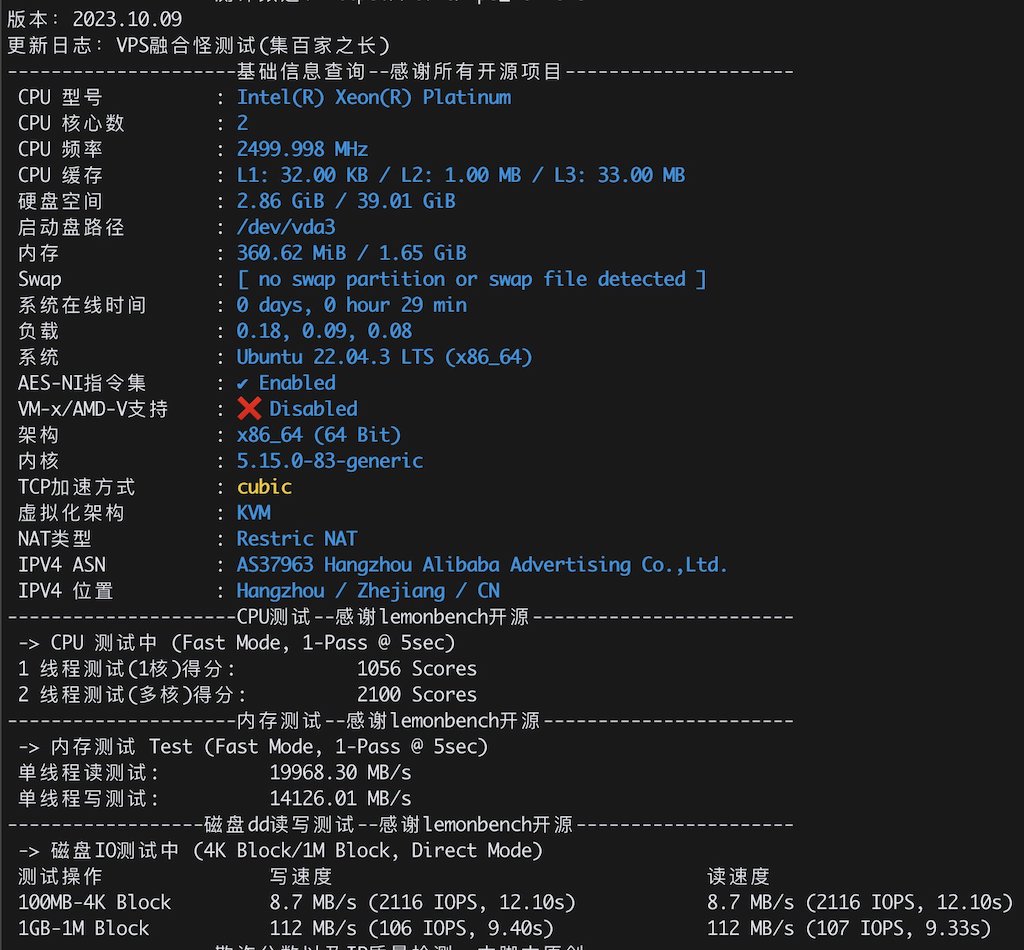 版本: 2023.10.09
更新日志: VPS融合怪测试(集百家之长)
---------------------基础信息查询--感谢所有开源项目---------------------
CPU 型号 : Intel(R) Xeon(R) Platinum
CPU 核心数 : 2
CPU 频率 : 2499.998 MHz
CPU 缓存 : L1: 32.00 KB / L2: 1.00 MB / L3: 33.00 MB
硬盘空间 : 2.86 GiB / 39.01 GiB
启动盘路径 : /dev/vda3
内存 : 360.62 MiB / 1.65 GiB
Swap : [ no swap partition or swap file detected ]
系统在线时间 : 0 days, 0 hour 29 min
负载 : 0.18, 0.09, 0.08
系统 : Ubuntu 22.04.3 LTS (x86_64)
AES-NI指令集 : ✔ Enabled
VM-x/AMD-V支持 : ❌ Disabled
架构 : x86_64 (64 Bit)
内核 : 5.15.0-83-generic
TCP加速方式 : cubic
虚拟化架构 : KVM
NAT类型 : Restric NAT
IPV4 ASN : AS37963 Hangzhou Alibaba Advertising Co.,Ltd.
IPV4 位置 : Hangzhou / Zhejiang / CN
---------------------CPU测试--感谢lemonbench开源------------------------
-> CPU 测试中 (Fast Mode, 1-Pass @ 5sec)
1 线程测试(1核)得分: 1056 Scores
2 线程测试(多核)得分: 2100 Scores
---------------------内存测试--感谢lemonbench开源-----------------------
-> 内存测试 Test (Fast Mode, 1-Pass @ 5sec)
单线程读测试: 19968.30 MB/s
单线程写测试: 14126.01 MB/s
------------------磁盘dd读写测试--感谢lemonbench开源--------------------
-> 磁盘IO测试中 (4K Block/1M Block, Direct Mode)
测试操作 写速度 读速度
100MB-4K Block 8.7 MB/s (2116 IOPS, 12.10s) 8.7 MB/s (2116 IOPS, 12.10s)
1GB-1M Block 112 MB/s (106 IOPS, 9.40s) 112 MB/s (107 IOPS, 9.33s)